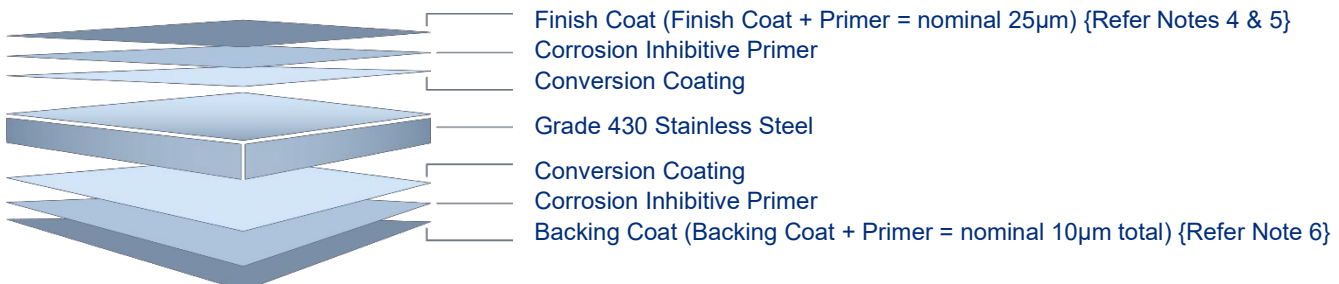 Finish Coat (Finish Coat + Primer = nominal 25µm) {Refer Notes 4 & 5}
Corrosion Inhibitive Primer
Conversion Coating
Grade 430 Stainless Steel
Conversion Coating
Corrosion Inhibitive Primer
Backing Coat (Backing Coat + Primer = nominal 10µm total) {Refer Note 6}